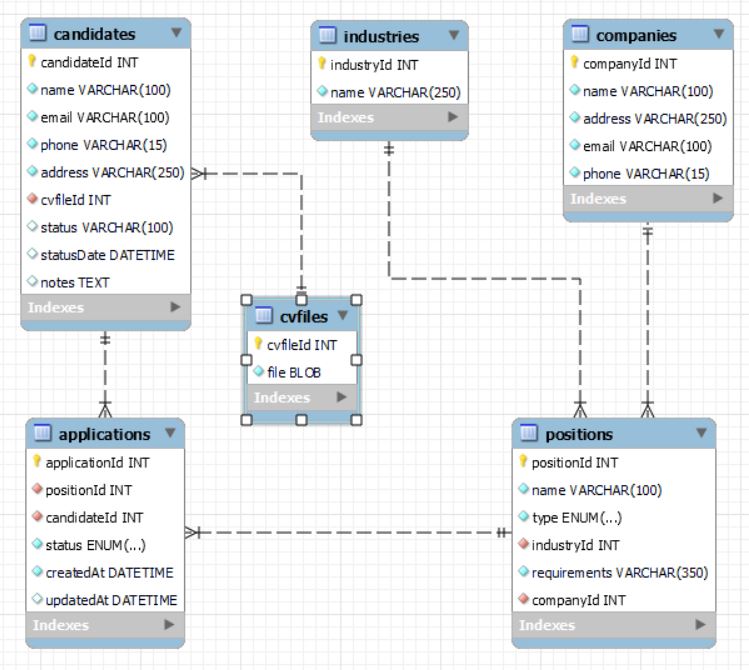 candidates
candidateId INT
name VARCHAR(100)
email VARCHAR(100)
phone VARCHAR(15)
address VARCHAR(250)
cvfileId INT
status VARCHAR(100)
statusDate DATETIME
notes TEXT
Indexes
industries
industryId INT
name VARCHAR(250)
Indexes
companies
companyId INT
name VARCHAR(100)
address VARCHAR(250)
email VARCHAR(100)
phone VARCHAR(15)
Indexes
cvfiles
cvfileId INT
file BLOB
Indexes
applications
applicationId INT
positionId INT
candidateId INT
status ENUM(...)
createdAt DATETIME
updatedAt DATETIME
Indexes
positions
positionId INT
name VARCHAR(100)
type ENUM(...)
industryId INT
requirements VARCHAR(350)
companyId INT
Indexes